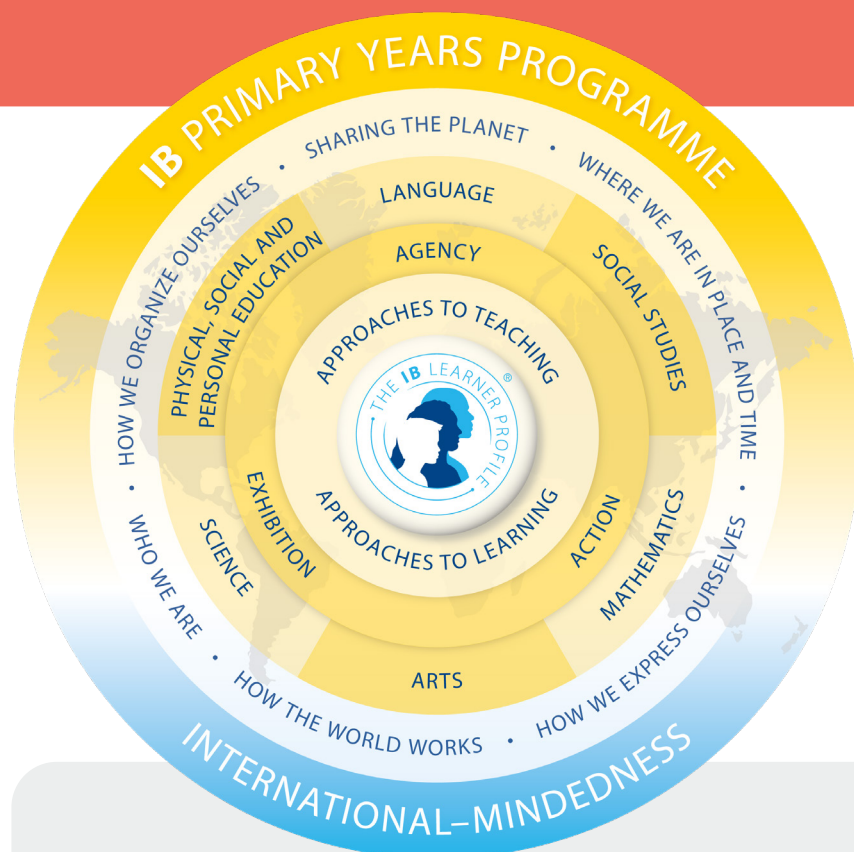 IB PRIMARY YEARS PROGRAMME
SHARING THE PLANET • WHERE WE ARE IN PLACE AND TIME • HOW WE EXPRESS OURSELVES • HOW THE WORLD WORKS • WHO WE ARE • HOW WE ORGANIZE OURSELVES •
LANGUAGE
SOCIAL STUDIES
MATHEMATICS
ARTS
SCIENCE
PHYSICAL, SOCIAL AND
PERSONAL EDUCATION
AGENCY
ACTION
EXHIBITION
APPROACHES TO TEACHING
APPROACHES TO LEARNING
• THE IB LEARNER PROFILE • ®
INTERNATIONAL–MINDEDNESS